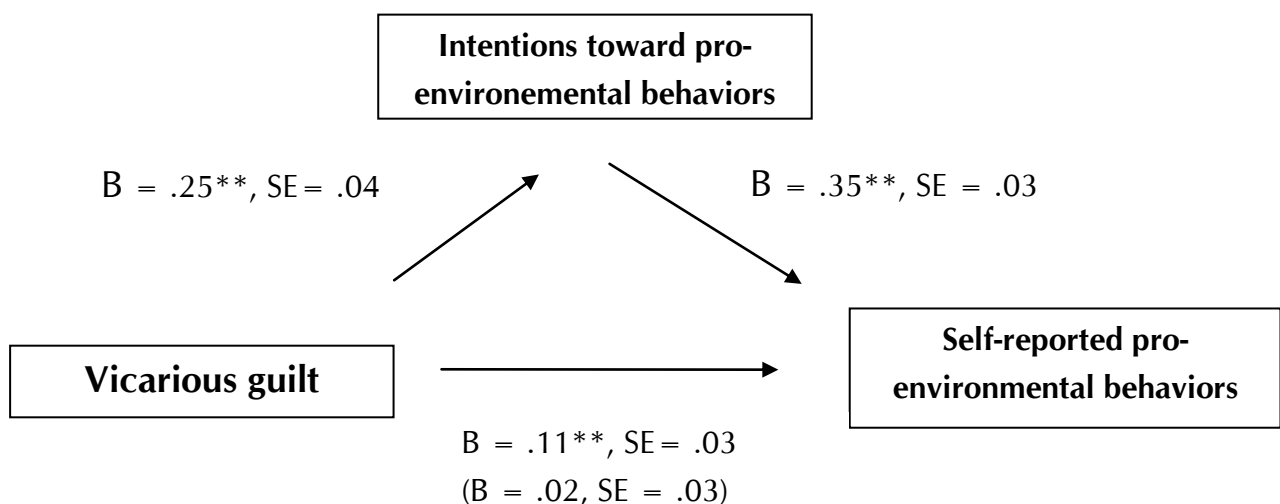 Intentions toward pro-
environemental behaviors
B = .25**, SE = .04
B = .35**, SE = .03
Vicarious guilt
Self-reported pro-
environmental behaviors
B = .11**, SE = .03
(B = .02, SE = .03)